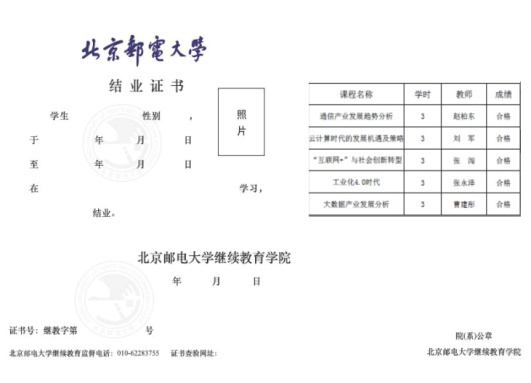 北京邮电大学
结业证书
学生 性别 ，
于 年 月 日
至 年 月 日
在 学习，
结业。
照片
北京邮电大学继续教育学院
年 月 日
证书号：继教字第 号
北京邮电大学继续教育监督电话：010-62283755 证书查验网址：
课程名称 学时 教师 成绩
通信产业发展趋势分析 3 赵柏东 合格
云计算时代的发展机遇及策略 3 刘军 合格
“互联网+”与社会创新转型 3 张 合格
工业化4.0时代 3 张永泽 合格
大数据产业发展分析 3 曹建彤 合格
院(系)公章
北京邮电大学继续教育学院